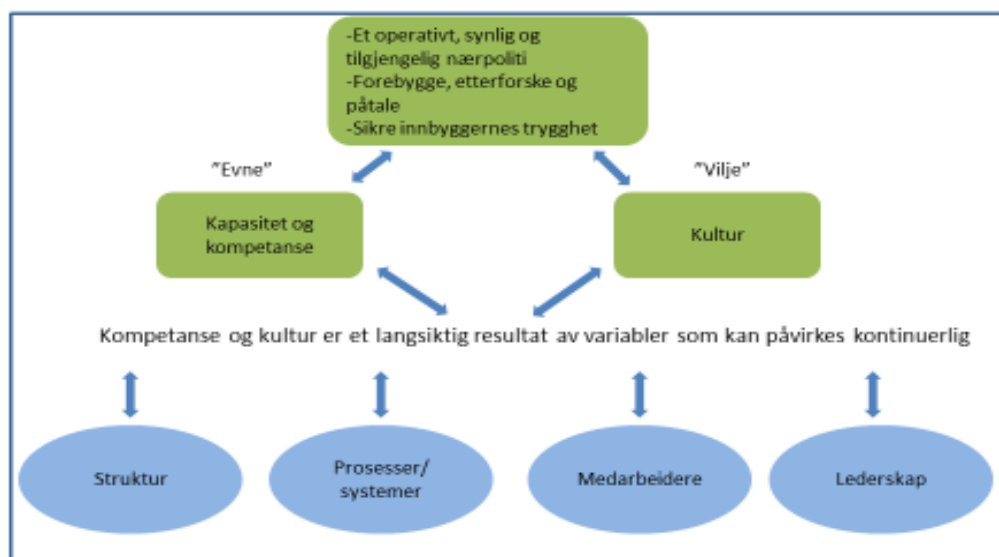 -Et operativt, synlig og
tilgjengelig nærpoliti
-Forebygge, etterforske og
påtale
-Sikre innbyggernes trygghet
"Evne"
"Vilje"
Kapasitet og
kompetanse
Kultur
Kompetanse og kultur er et langsiktig resultat av variabler som kan påvirkes kontinuerlig
Struktur
Prosesser/
systemer
Medarbeidere
Lederskap